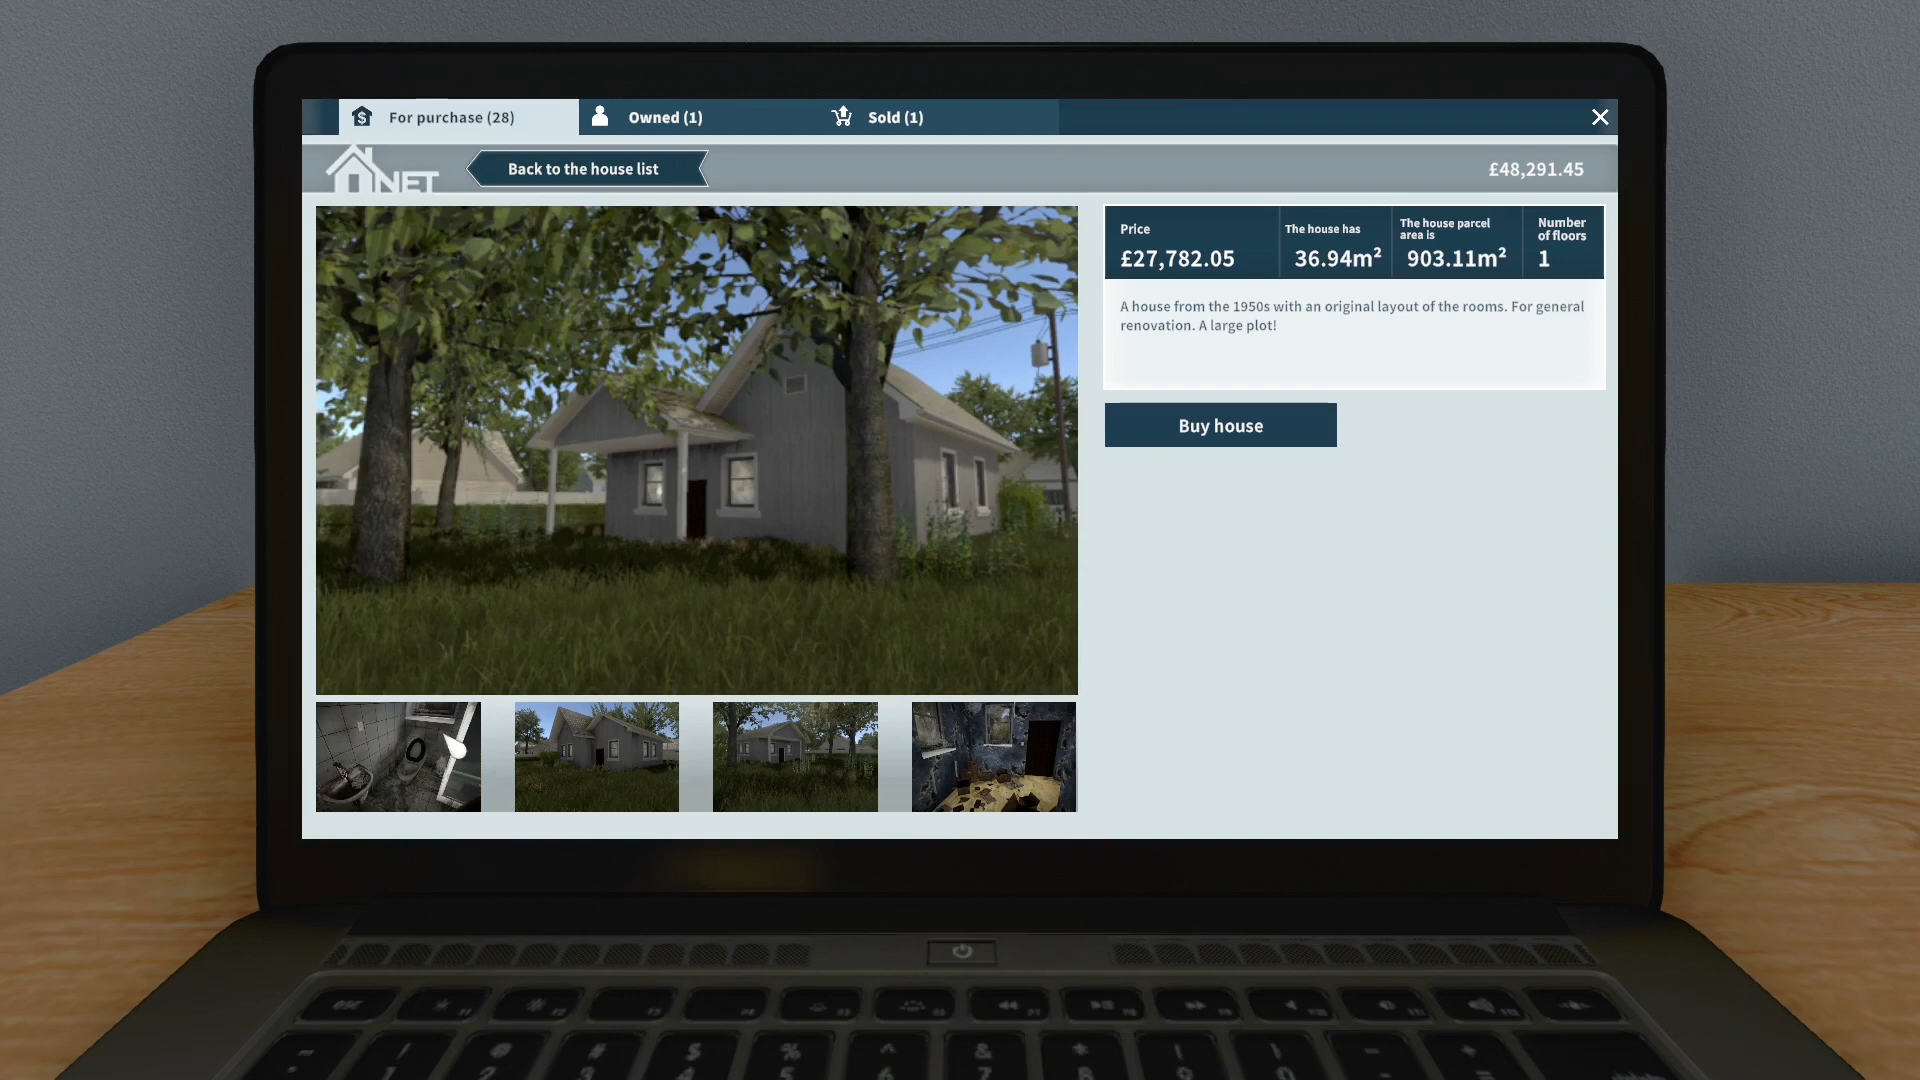 For purchase (28)
Owned (1)
Sold (1)
NET
Back to the house list
£48,291.45
Price
£27,782.05
The house has
36.94m²
The house parcel
area is
903.11m²
Number
of floors
1
A house from the 1950s with an original layout of the rooms. For general
renovation. A large plot!
Buy house
esc